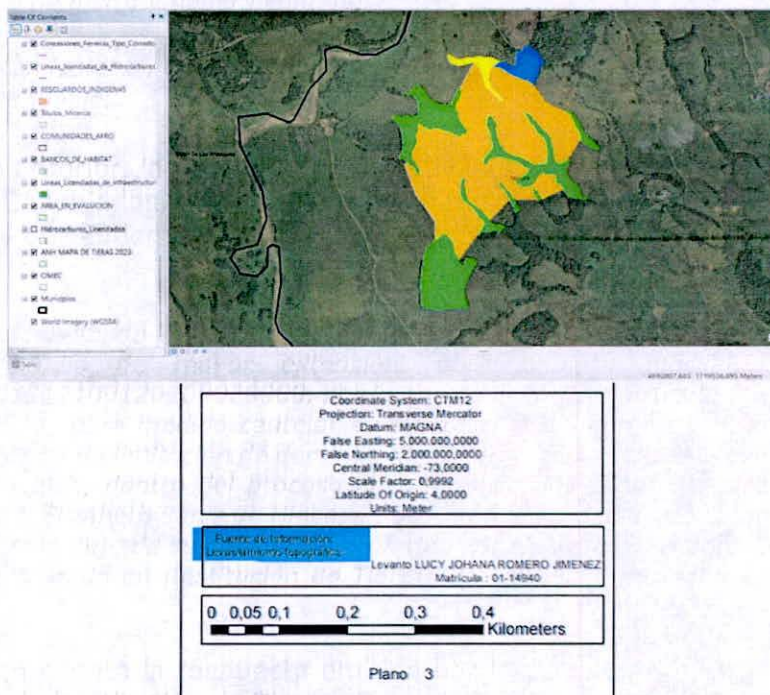 Table Of Contents
Concesiones_Ferreas_Tipo_Corredo
Lineas_licenciadas_de_Hidrocarburos
RESGUARDOS_INDIGENAS
Titulos_Mineros
COMUNIDADES_AFRO
BANCOS_DE_HABITAT
Lineas_Licenciadas_de_Infraestructur
AREA_EN_EVALUCION
Hidrocarburos_Licenciados
ANH MAPA DE TIERAS 2023
Municipios
World Imagery (WGS84)
Coordinate System: CTM12
Projection: Transverse Mercator
Datum: MAGNA
False Easting: 5.000.000,0000
False Northing: 2.000.000,0000
Central Meridian: -73,0000
Scale Factor: 0,9992
Latitude Of Origin: 4,0000
Units: Meter
Fuente de Información:
Levantamiento topográfico
Levanto LUCY JOHANA ROMERO JIMENEZ
Matricula : 01-14940
0 0,05 0,1 0,2 0,3 0,4
Kilometers
Plano 3